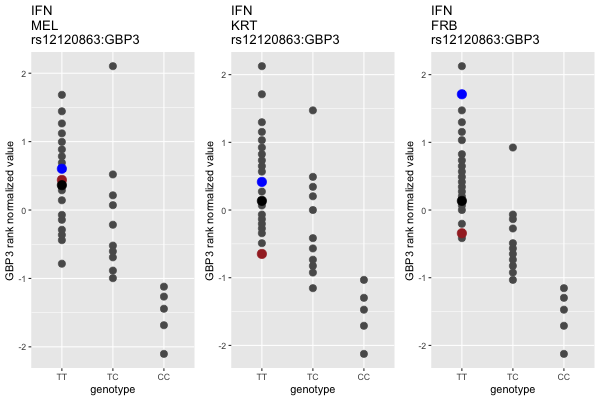 IFN
MEL
rs12120863:GBP3
GBP3 rank normalized value
2
1
0
-1
-2
TT
TC
CC
genotype
IFN
KRT
rs12120863:GBP3
GBP3 rank normalized value
2
1
0
-1
-2
TT
TC
CC
genotype
IFN
FRB
rs12120863:GBP3
GBP3 rank normalized value
2
1
0
-1
-2
TT
TC
CC
genotype